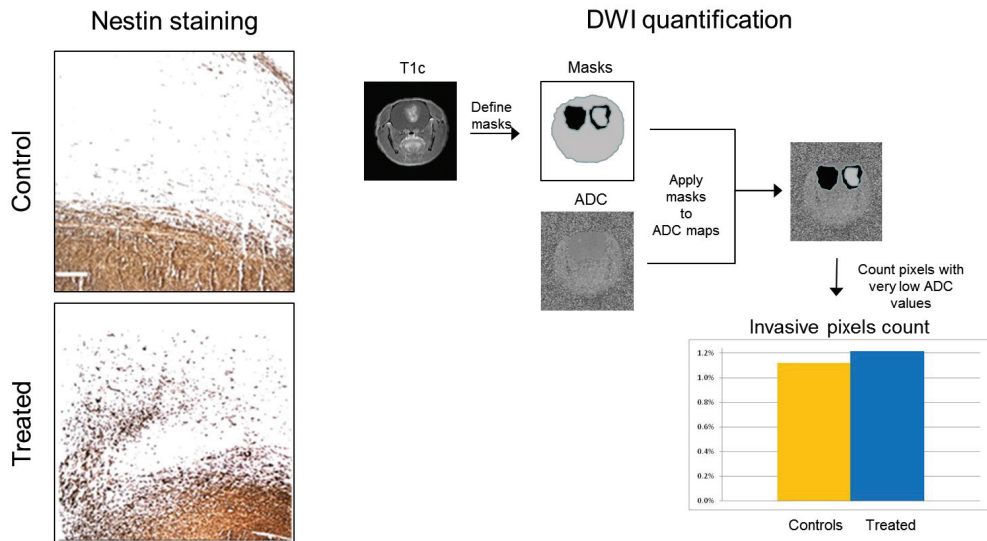 Nestin staining
Control
Treated
DWI quantification
T1c
Define
masks
Masks
ADC
Apply
masks
to
ADC maps
Count pixels with
very low ADC
values
Invasive pixels count
1.2%
1.0%
0.8%
0.6%
0.4%
0.2%
0.0%
Controls
Treated